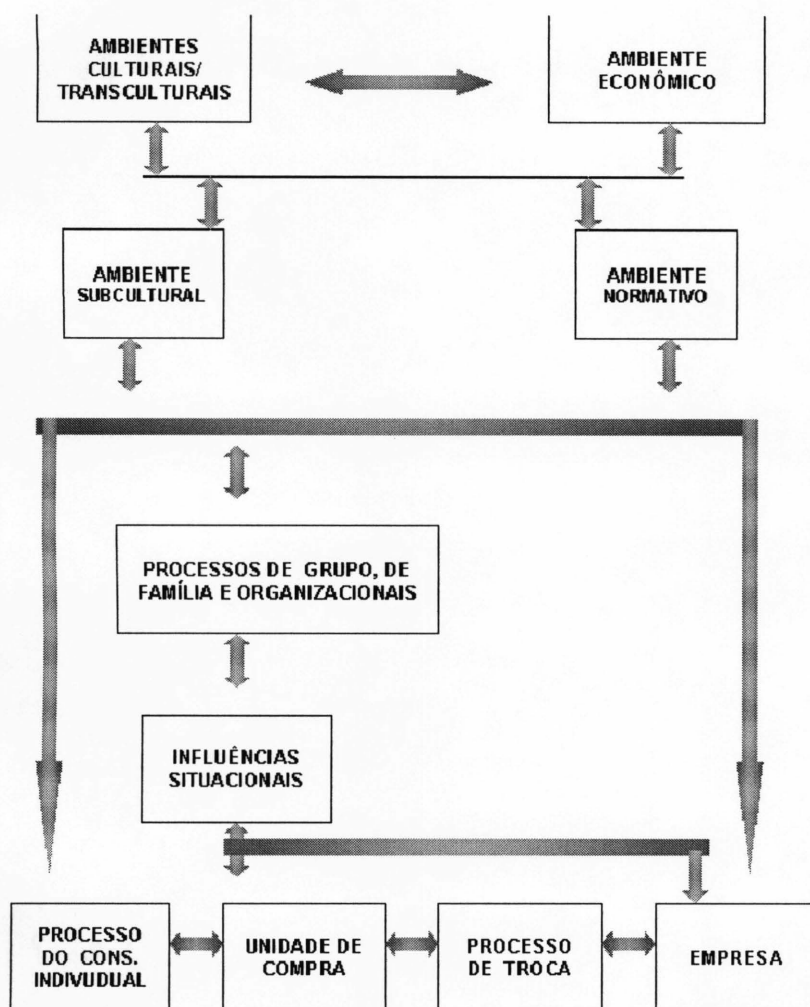 AMBIENTES
CULTURAIS/
TRANSCULTURAIS
AMBIENTE
ECONÔMICO
AMBIENTE
SUBCULTURAL
AMBIENTE
NORMATIVO
PROCESSOS DE GRUPO, DE
FAMÍLIA E ORGANIZACIONAIS
INFLUÊNCIAS
SITUACIONAIS
PROCESSO
DO CONS.
INDIVUDUAL
UNIDADE DE
COMPRA
PROCESSO
DE TROCA
EMPRESA